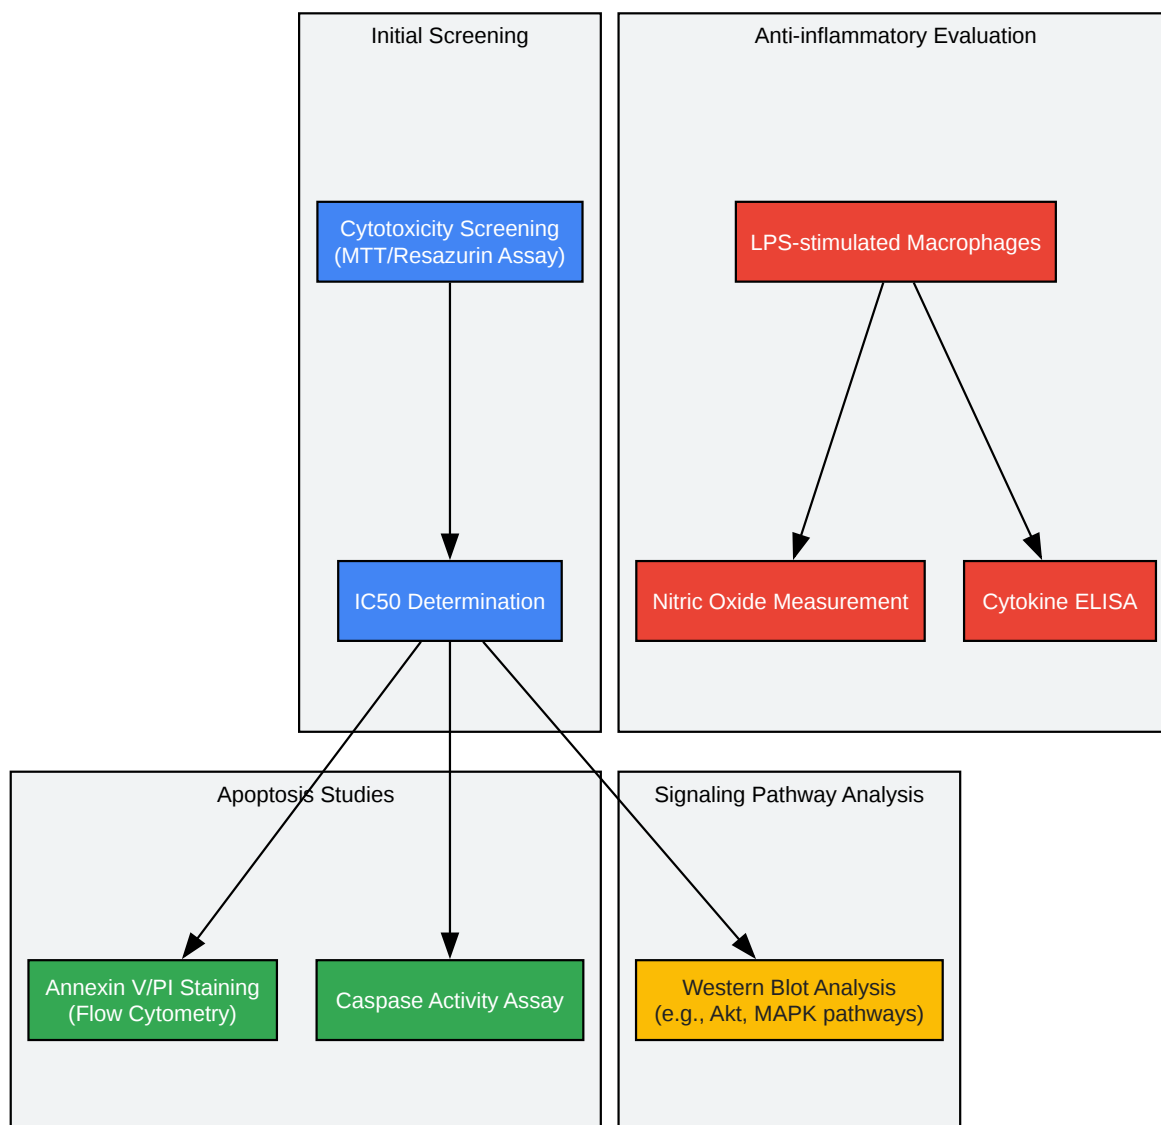 Initial Screening
Anti-inflammatory Evaluation
Cytotoxicity Screening
(MTT/Resazurin Assay)
LPS-stimulated Macrophages
IC50 Determination
Nitric Oxide Measurement
Cytokine ELISA
Apoptosis Studies
Signaling Pathway Analysis
Annexin V/PI Staining
(Flow Cytometry)
Caspase Activity Assay
Western Blot Analysis
(e.g., Akt, MAPK pathways)